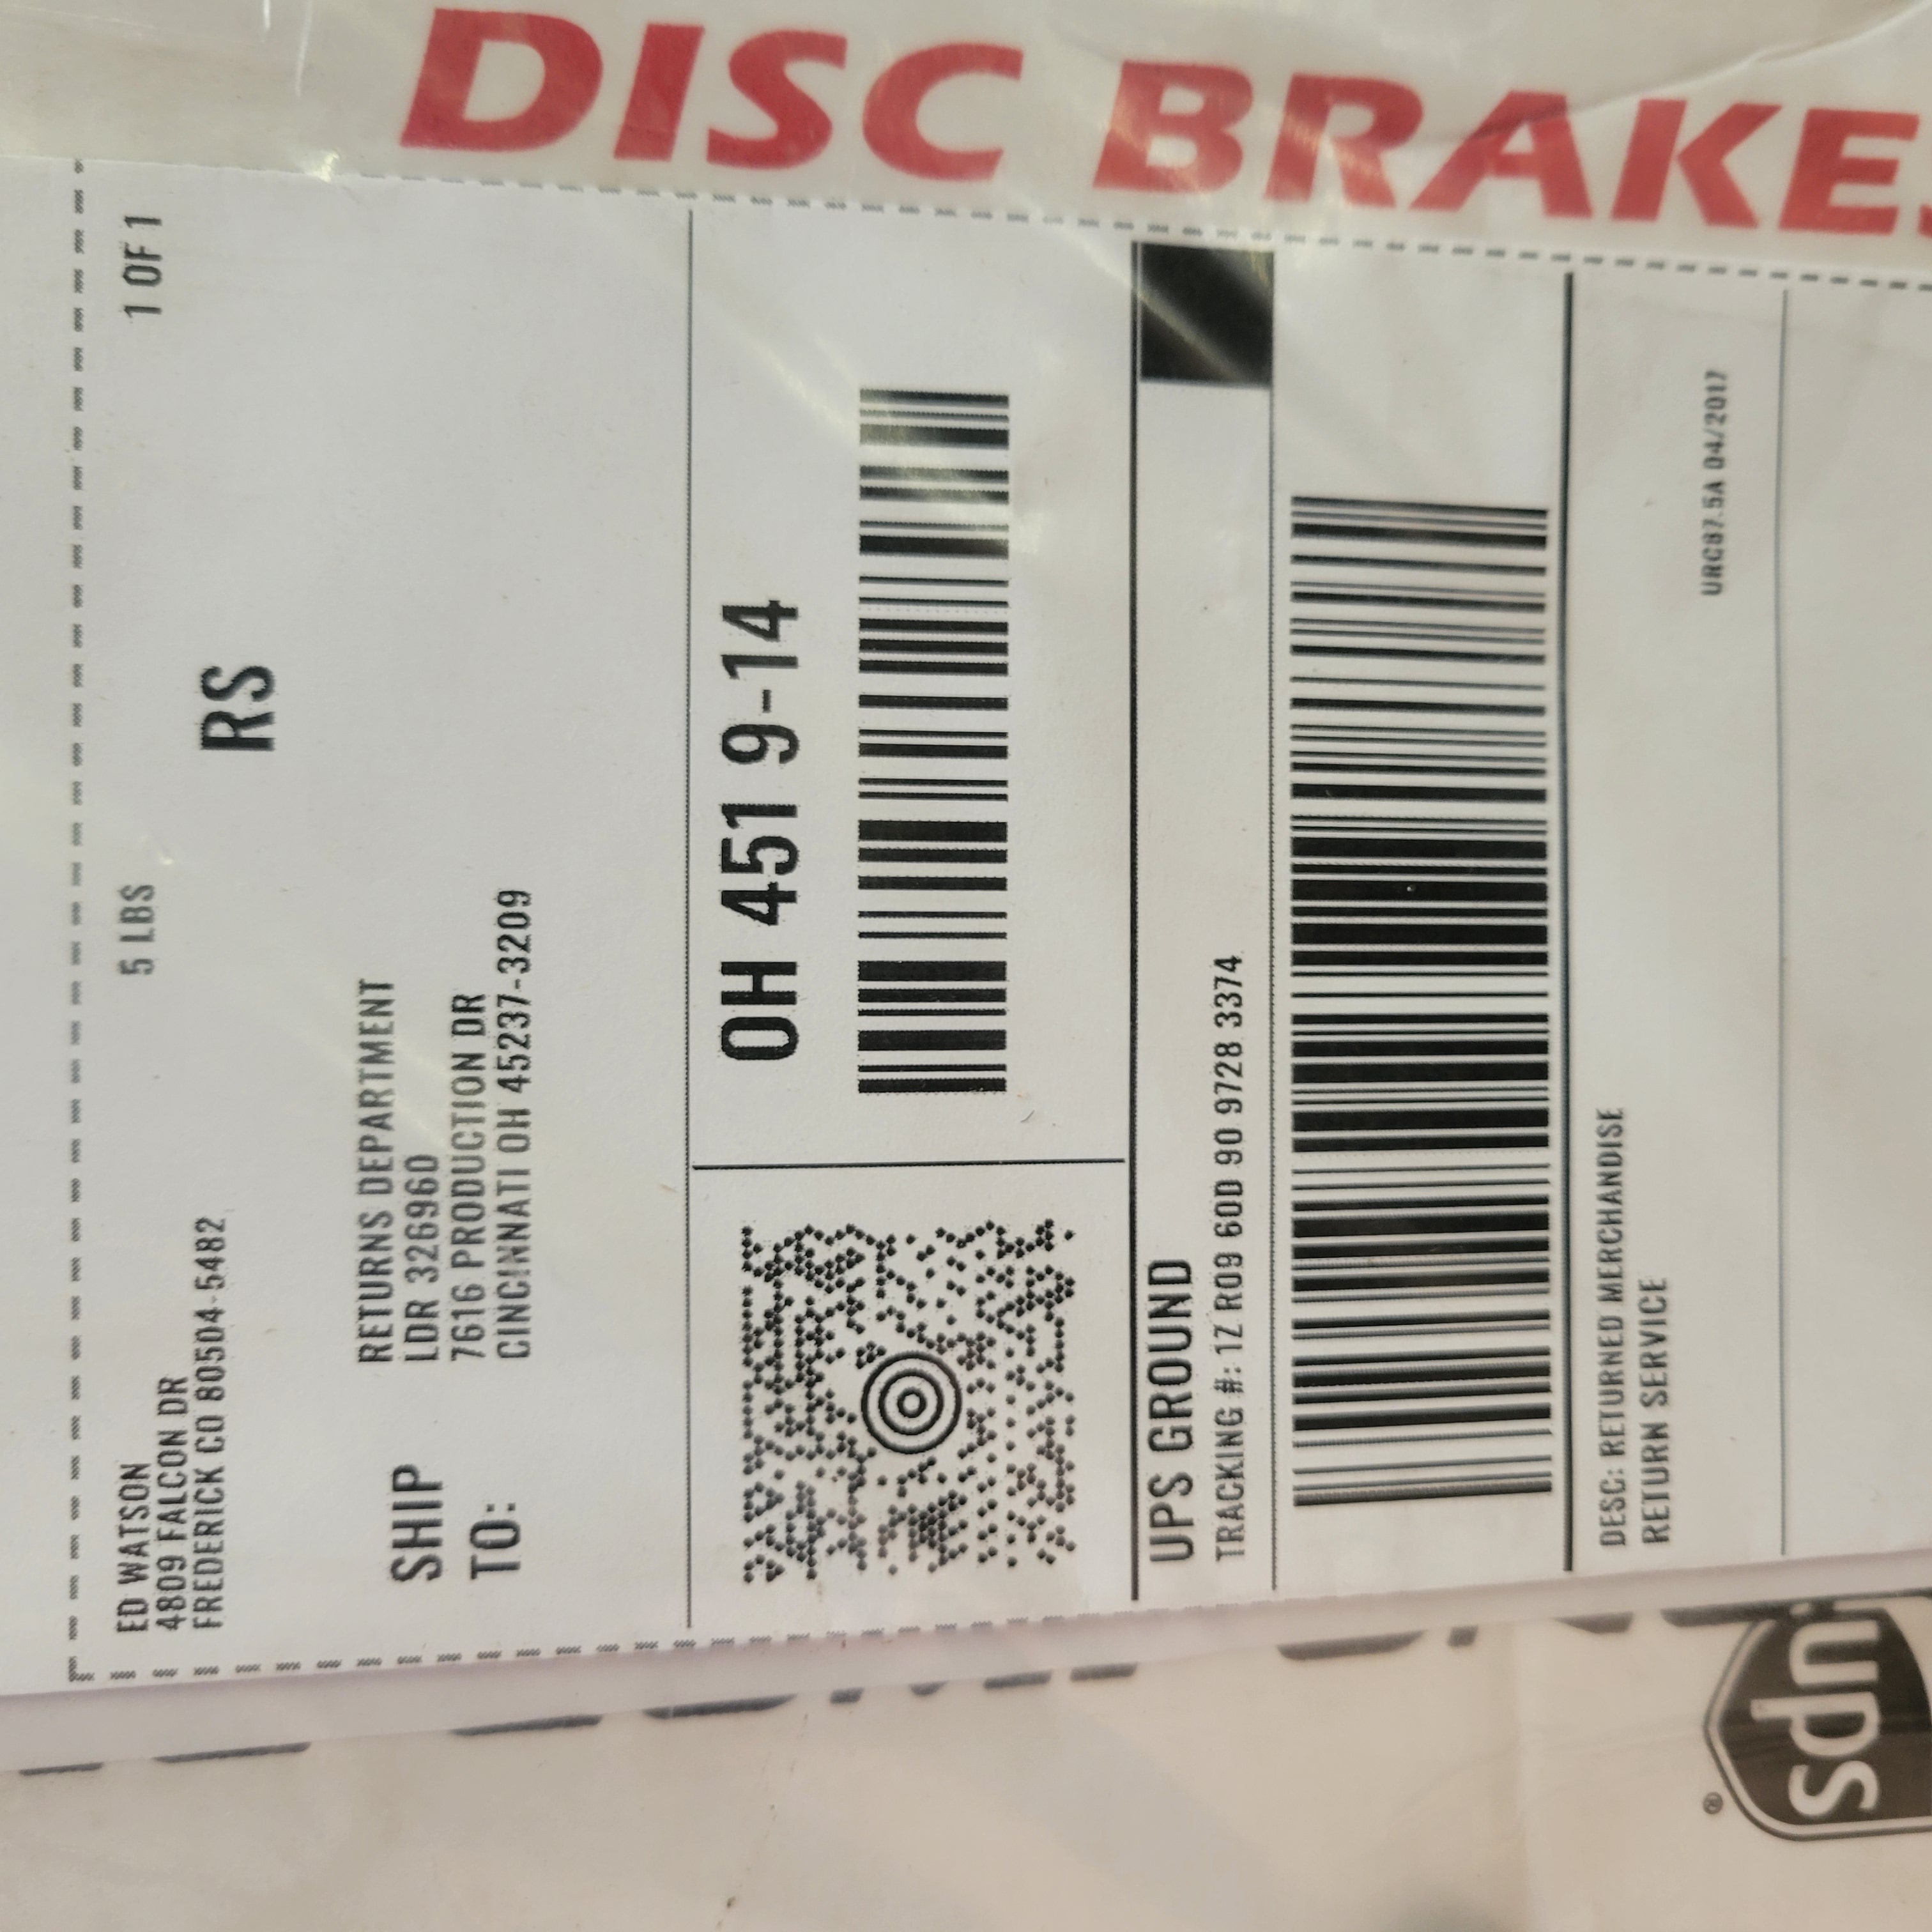 DISC BRAKES
ED WATSON
4809 FALCON DR
FREDERICK CO 80504-5482
5 LBS
1 OF 1
RS
SHIP
TO:
RETURNS DEPARTMENT
LDR 326960
7616 PRODUCTION DR
CINCINNATI OH 45237-3209
OH 451 9-14
UPS GROUND
TRACKING #: 1Z R09 60D 90 9728 3374
DESC: RETURNED MERCHANDISE
RETURN SERVICE
URC87.5A 04/2017
ups
®